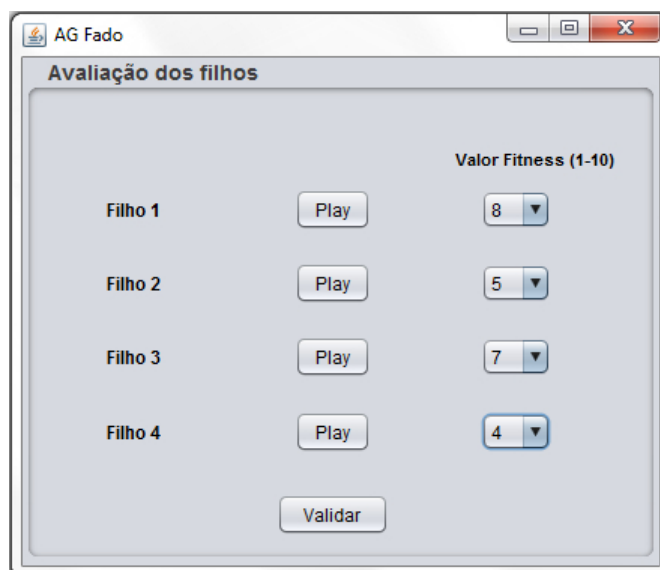 AG Fado
Avaliação dos filhos
Valor Fitness (1-10)
Filho 1 Play 8
Filho 2 Play 5
Filho 3 Play 7
Filho 4 Play 4
Validar